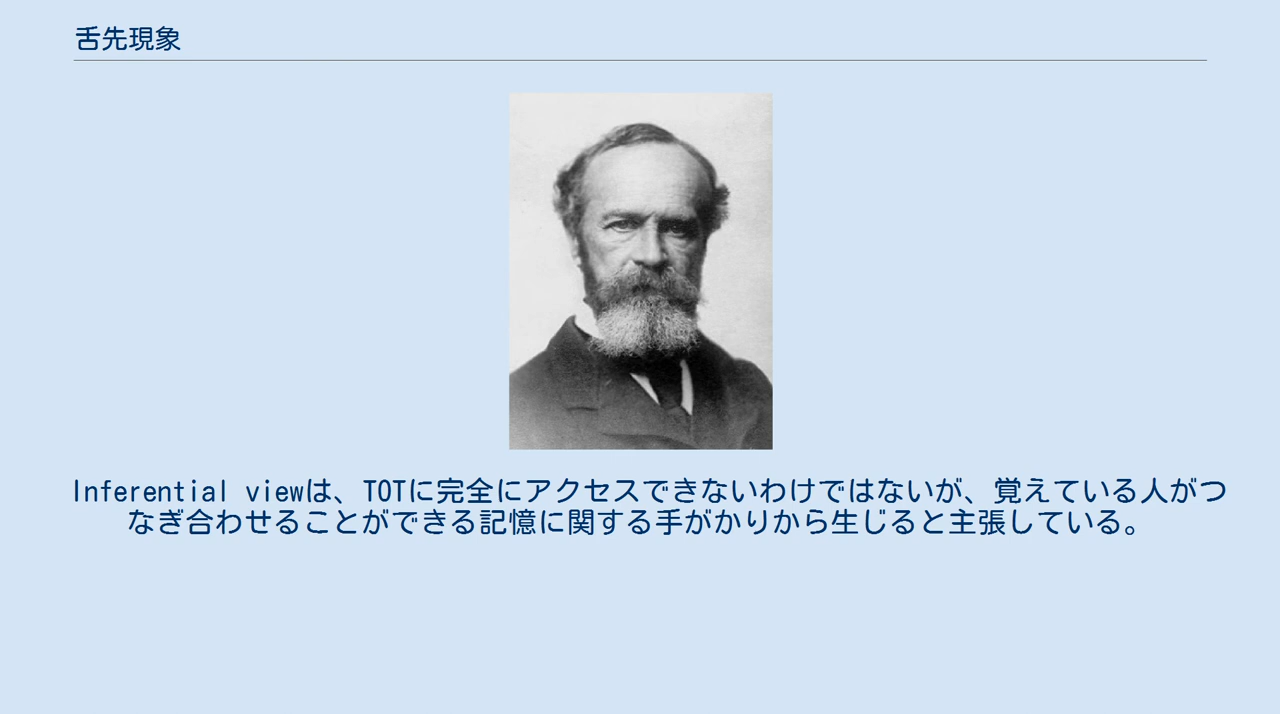 舌先現象
Inferential viewは、TOTに完全にアクセスできないわけではないが、覚えている人がつ
なぎ合わせることができる記憶に関する手がかりから生じると主張している。